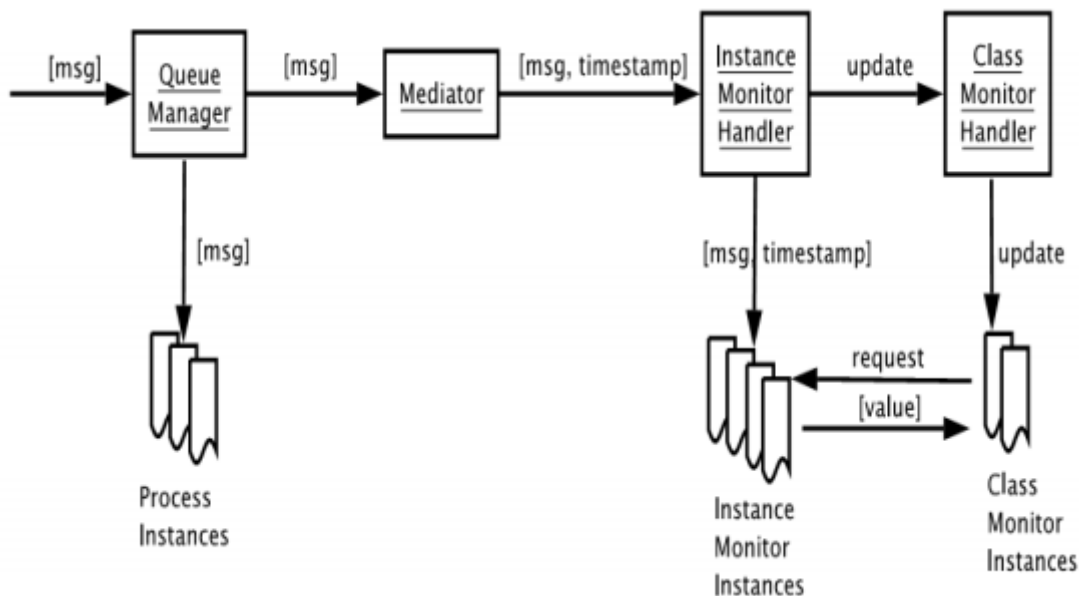 [msg]
Queue
Manager
[msg]
Mediator
[msg, timestamp]
Instance
Monitor
Handler
update
Class
Monitor
Handler
[msg]
[msg, timestamp]
update
request
[value]
Process
Instances
Instance
Monitor
Instances
Class
Monitor
Instances